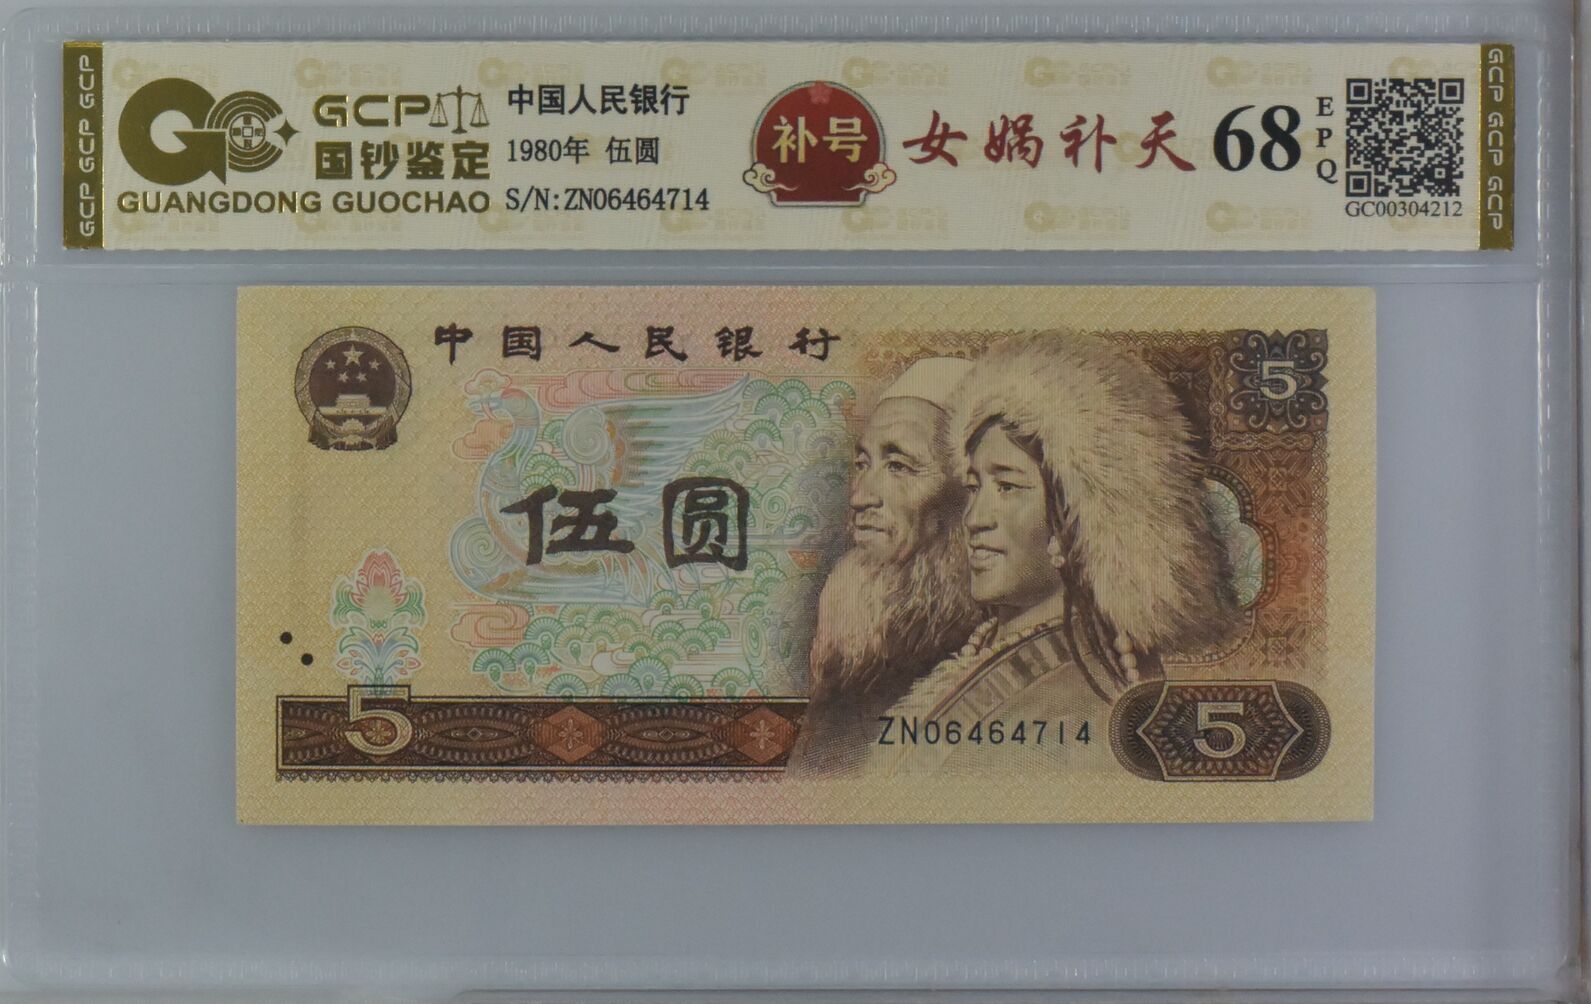 GCP GCP GCP
GC
GCP
国钞鉴定
GUANGDONG GUOCHAO
中国人民银行
1980年 伍圆
S/N:ZN06464714
补号
女娲补天
68
EPQ
GC00304212
GCP GCP GCP
中国人民银行
5
伍圆
5
ZN06464714
5